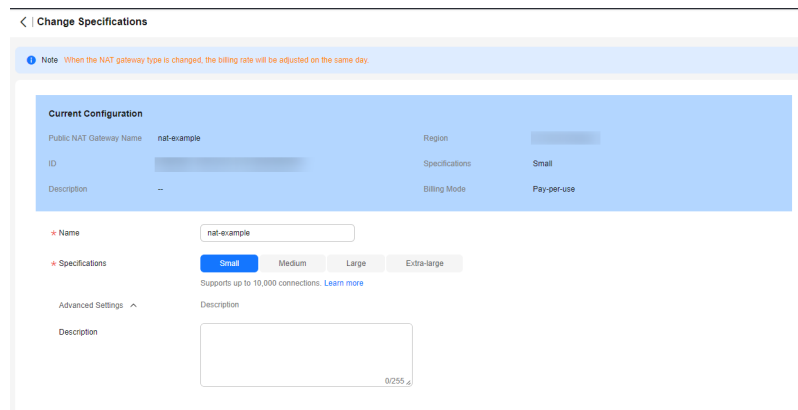 Change Specifications
Note When the NAT gateway type is changed, the billing rate will be adjusted on the same day.
Current Configuration
Public NAT Gateway Name nat-example Region
ID Specifications Small
Description -- Billing Mode Pay-per-use
* Name nat-example
* Specifications Small Medium Large Extra-large
Supports up to 10,000 connections. Learn more
Advanced Settings Description
Description
0/255